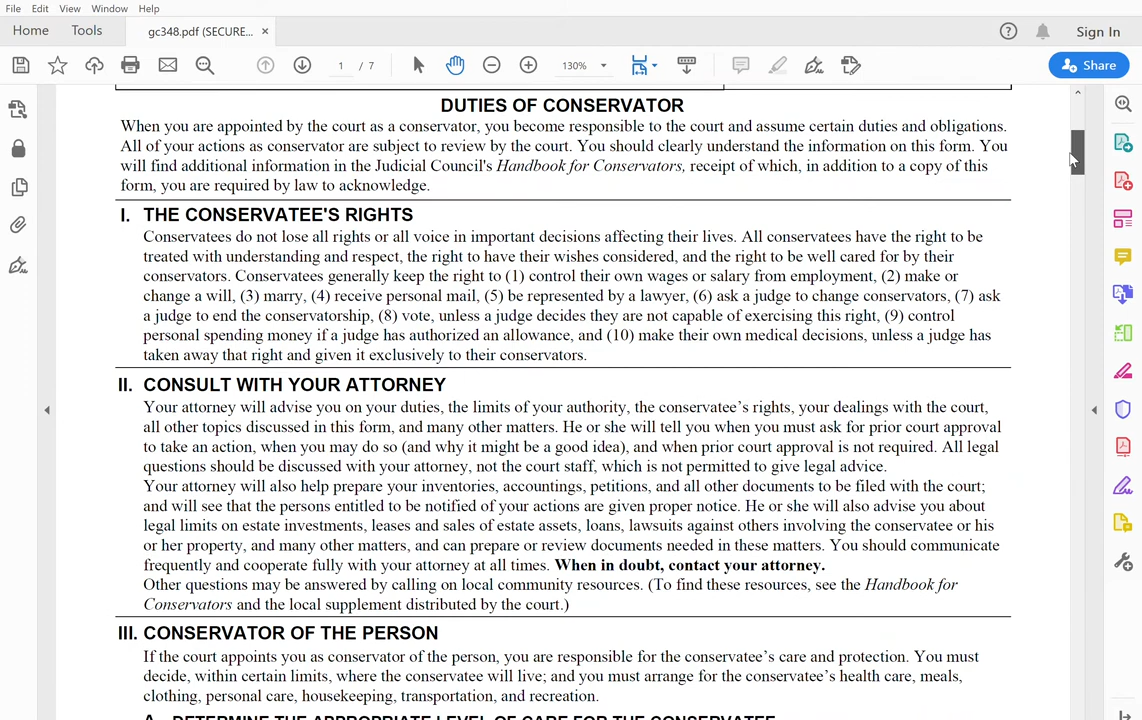 File Edit View Window Help
Home Tools gc348.pdf (SECURE... × Sign In
1 / 7 130% Share
DUTIES OF CONSERVATOR
When you are appointed by the court as a conservator, you become responsible to the court and assume certain duties and obligations.
All of your actions as conservator are subject to review by the court. You should clearly understand the information on this form. You
will find additional information in the Judicial Council's Handbook for Conservators, receipt of which, in addition to a copy of this
form, you are required by law to acknowledge.
I. THE CONSERVATEE'S RIGHTS
Conservatees do not lose all rights or all voice in important decisions affecting their lives. All conservatees have the right to be
treated with understanding and respect, the right to have their wishes considered, and the right to be well cared for by their
conservators. Conservatees generally keep the right to (1) control their own wages or salary from employment, (2) make or
change a will, (3) marry, (4) receive personal mail, (5) be represented by a lawyer, (6) ask a judge to change conservators, (7) ask
a judge to end the conservatorship, (8) vote, unless a judge decides they are not capable of exercising this right, (9) control
personal spending money if a judge has authorized an allowance, and (10) make their own medical decisions, unless a judge has
taken away that right and given it exclusively to their conservators.
II. CONSULT WITH YOUR ATTORNEY
Your attorney will advise you on your duties, the limits of your authority, the conservatee's rights, your dealings with the court,
all other topics discussed in this form, and many other matters. He or she will tell you when you must ask for prior court approval
to take an action, when you may do so (and why it might be a good idea), and when prior court approval is not required. All legal
questions should be discussed with your attorney, not the court staff, which is not permitted to give legal advice.
Your attorney will also help prepare your inventories, accountings, petitions, and all other documents to be filed with the court;
and will see that the persons entitled to be notified of your actions are given proper notice. He or she will also advise you about
legal limits on estate investments, leases and sales of estate assets, loans, lawsuits against others involving the conservatee or his
or her property, and many other matters, and can prepare or review documents needed in these matters. You should communicate
frequently and cooperate fully with your attorney at all times. When in doubt, contact your attorney.
Other questions may be answered by calling on local community resources. (To find these resources, see the Handbook for
Conservators and the local supplement distributed by the court.)
III. CONSERVATOR OF THE PERSON
If the court appoints you as conservator of the person, you are responsible for the conservatee's care and protection. You must
decide, within certain limits, where the conservatee will live; and you must arrange for the conservatee's health care, meals,
clothing, personal care, housekeeping, transportation, and recreation.
A. DETERMINE THE APPROPRIATE LEVEL OF CARE FOR THE CONSERVATEE